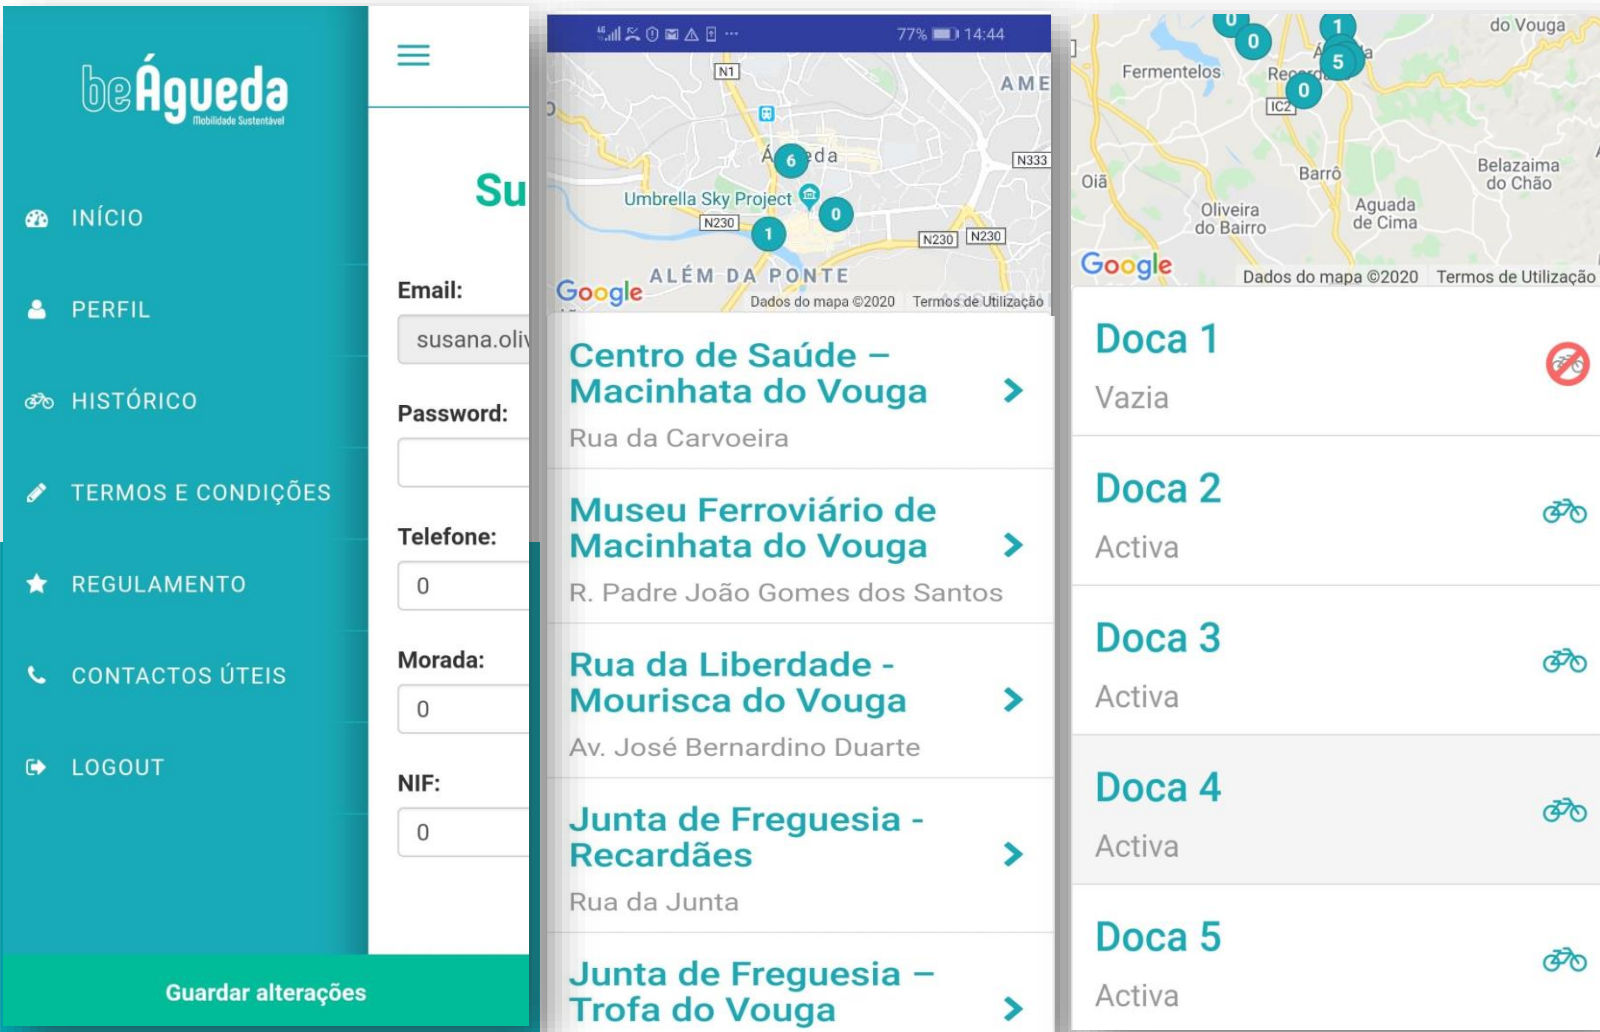 beÁgueda
Mobilidade Sustentável
INÍCIO
PERFIL
HISTÓRICO
TERMOS E CONDIÇÕES
REGULAMENTO
CONTACTOS ÚTEIS
LOGOUT
Su
Email:
susana.oliv
Password:
Telefone:
0
Morada:
0
NIF:
0
Guardar alterações
77% 14:44
N1
AME
N333
6
Umbrella Sky Project
0
N230
1
N230 N230
ALÉM DA PONTE
Google
Dados do mapa ©2020 Termos de Utilização
Centro de Saúde –
Macinhata do Vouga
Rua da Carvoeira
Museu Ferroviário de
Macinhata do Vouga
R. Padre João Gomes dos Santos
Rua da Liberdade -
Mourisca do Vouga
Av. José Bernardino Duarte
Junta de Freguesia -
Recardães
Rua da Junta
Junta de Freguesia –
Trofa do Vouga
0
1
do Vouga
0
5
Fermentelos
0
IC2
Oiã
Barrô
Belazaima
do Chão
Oliveira
do Bairro
Aguada
de Cima
Google
Dados do mapa ©2020 Termos de Utilização
Doca 1
Vazia
Doca 2
Activa
Doca 3
Activa
Doca 4
Activa
Doca 5
Activa